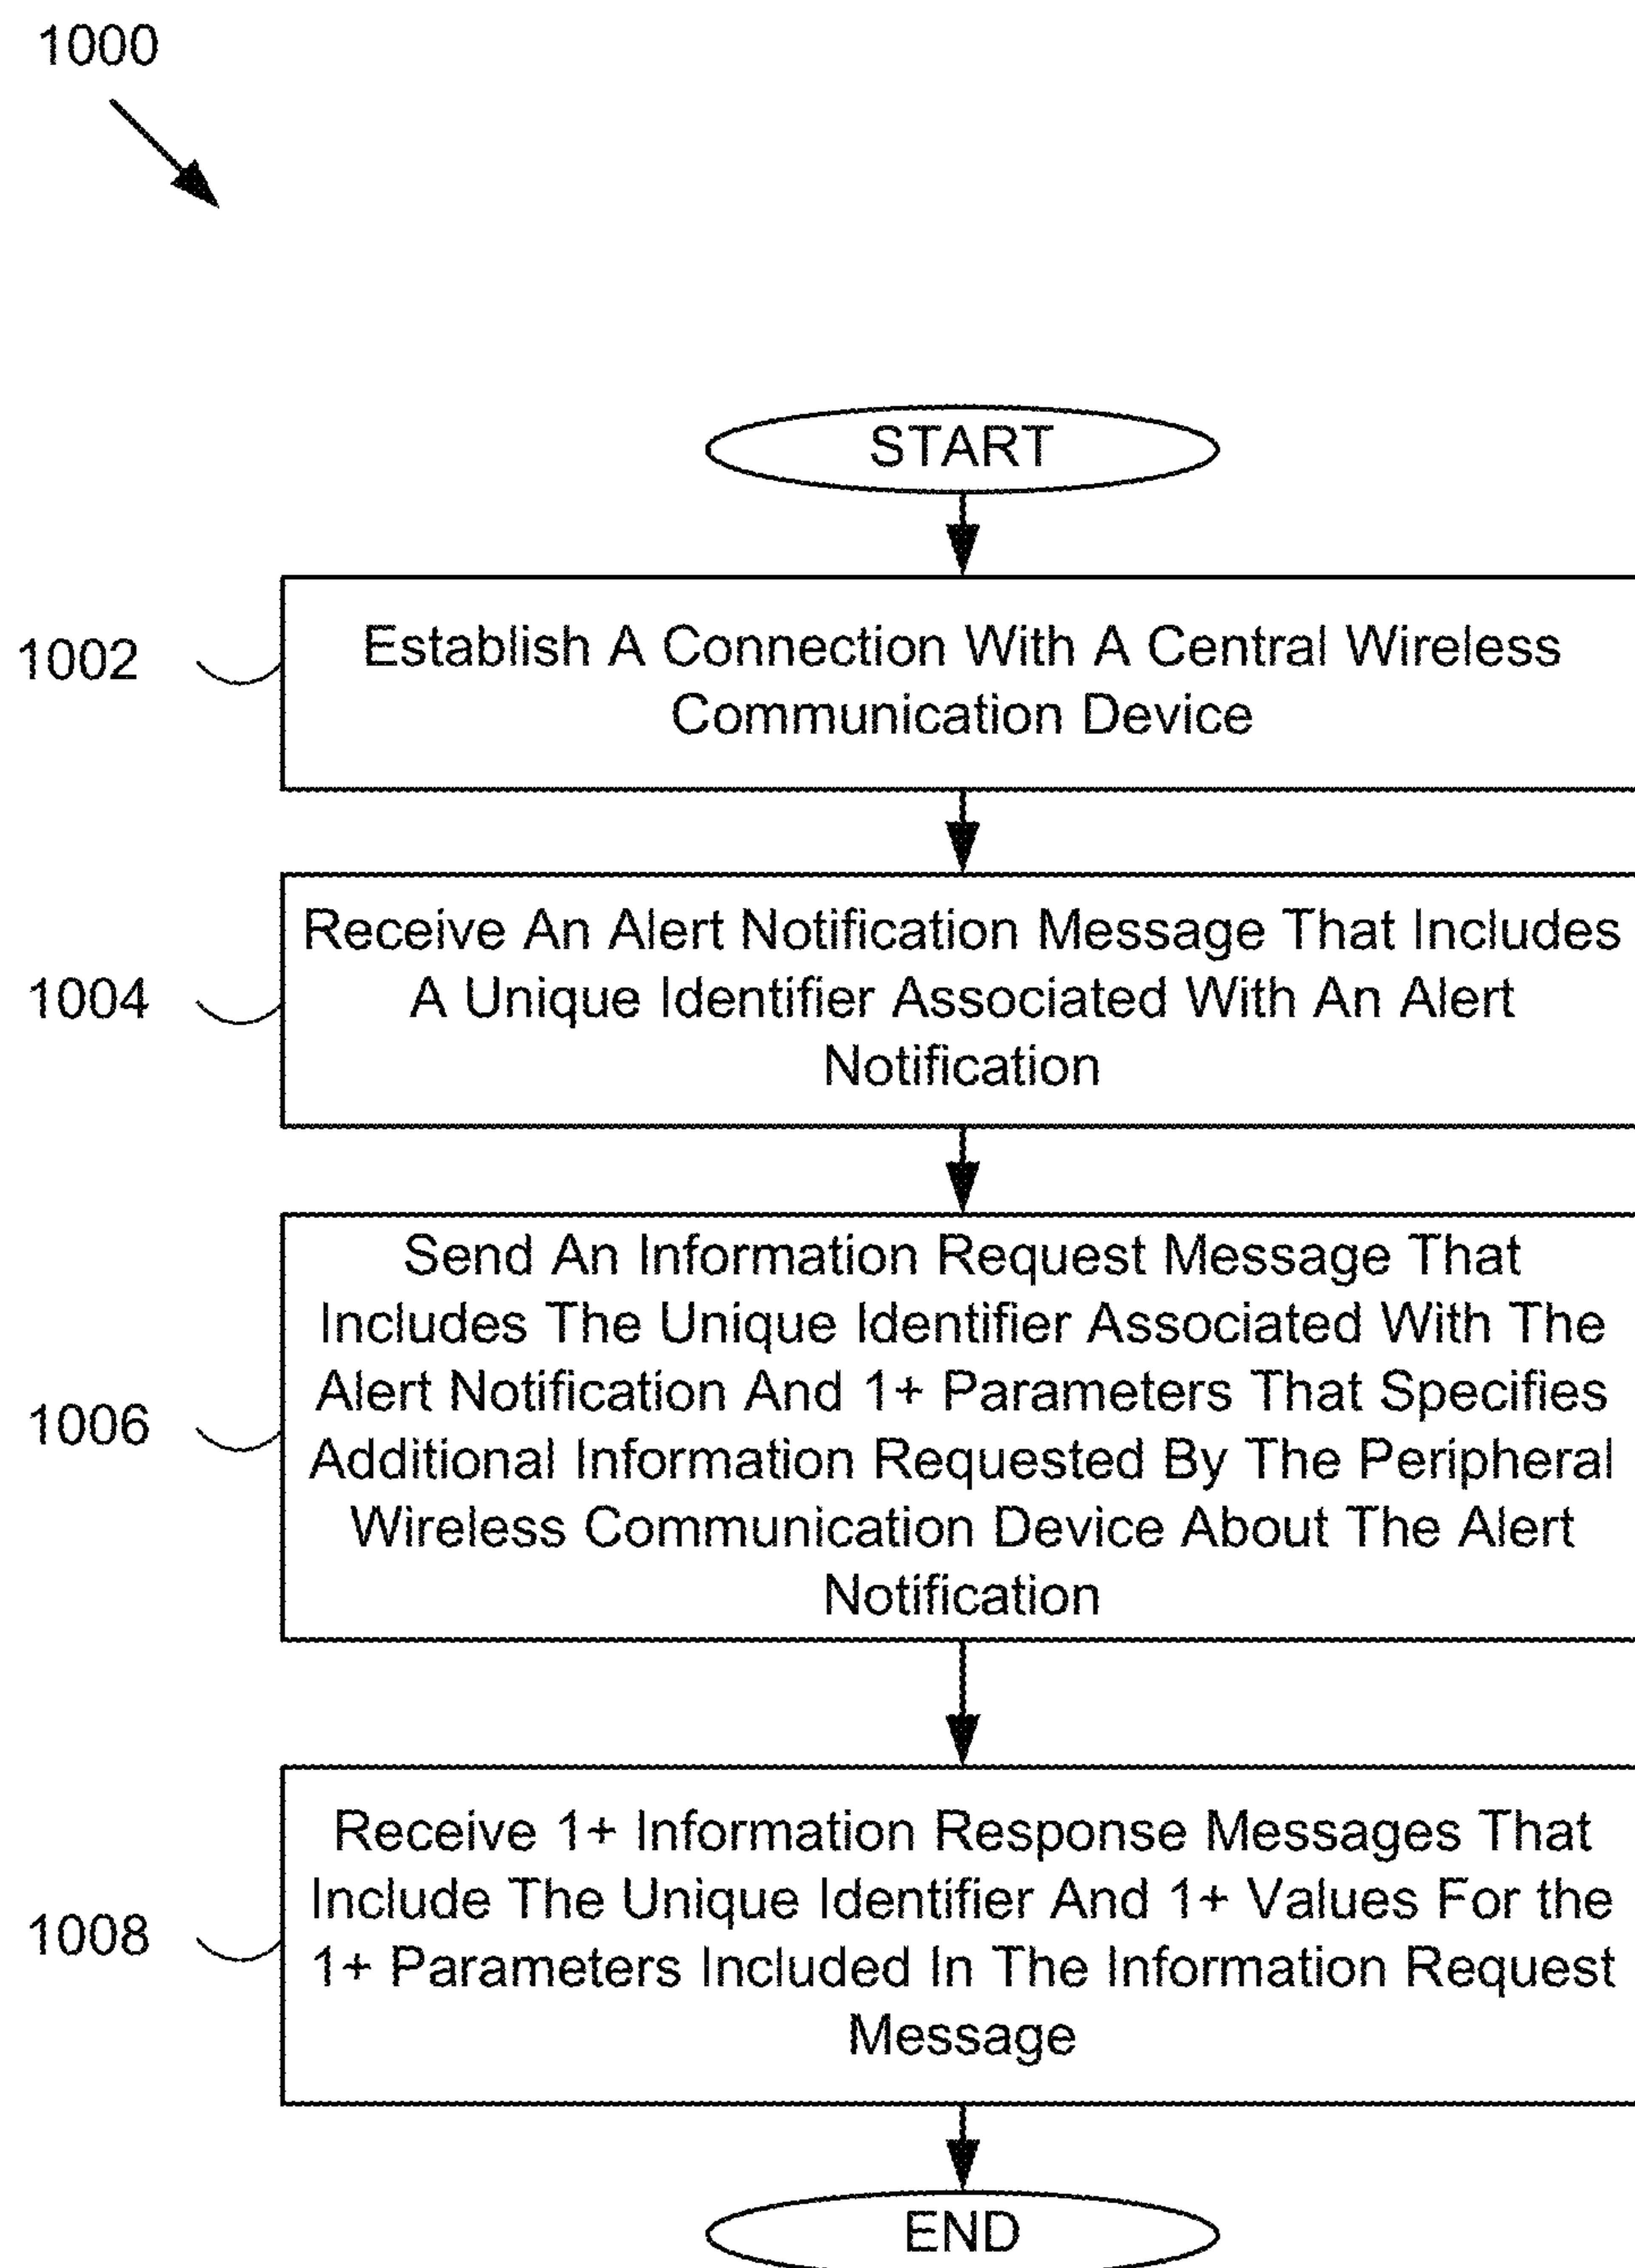 1000
START
1002
Establish A Connection With A Central Wireless
Communication Device
1004
Receive An Alert Notification Message That Includes
A Unique Identifier Associated With An Alert
Notification
1006
Send An Information Request Message That
Includes The Unique Identifier Associated With The
Alert Notification And 1+ Parameters That Specifies
Additional Information Requested By The Peripheral
Wireless Communication Device About The Alert
Notification
1008
Receive 1+ Information Response Messages That
Include The Unique Identifier And 1+ Values For the
1+ Parameters Included In The Information Request
Message
END